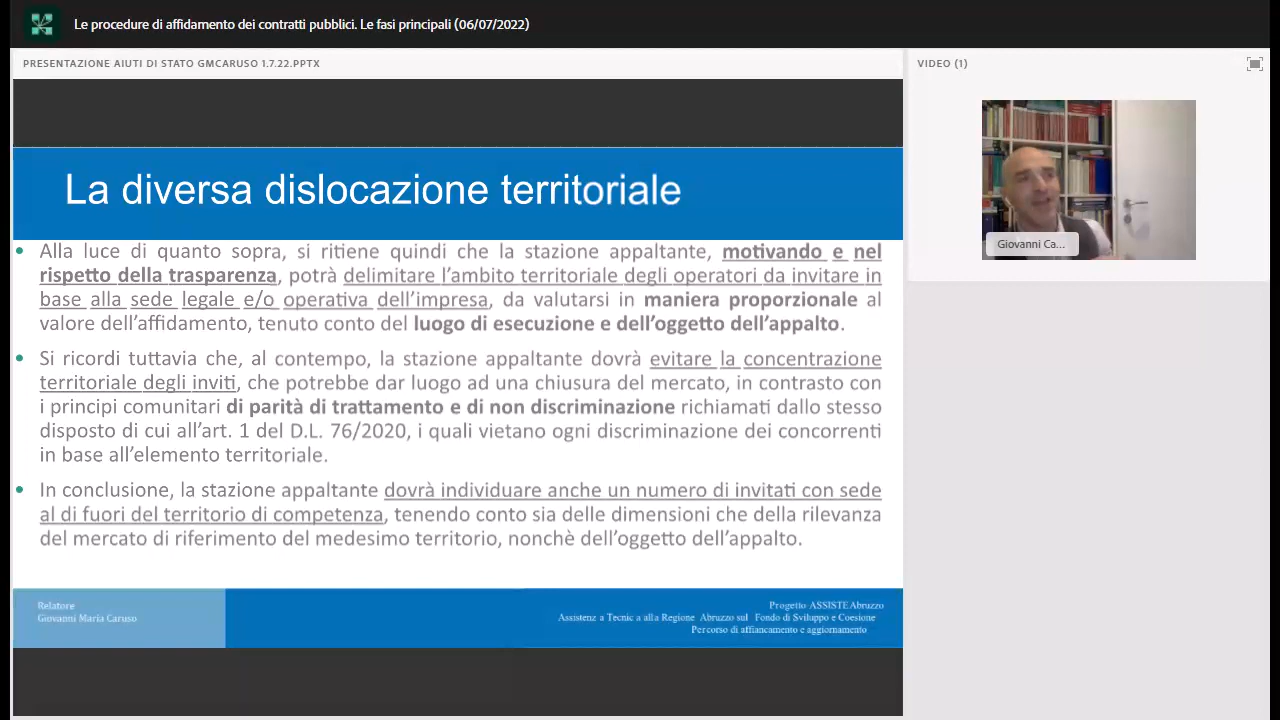 Le procedure di affidamento dei contratti pubblici. Le fasi principali (06/07/2022)
PRESENTAZIONE AIUTI DI STATO GMCARUSO 1.7.22.PPTX
VIDEO (1)
La diversa dislocazione territoriale
• Alla luce di quanto sopra, si ritiene quindi che la stazione appaltante, motivando e nel
rispetto della trasparenza, potrà delimitare l'ambito territoriale degli operatori da invitare in
base alla sede legale e/o operativa dell'impresa, da valutarsi in maniera proporzionale al
valore dell'affidamento, tenuto conto del luogo di esecuzione e dell'oggetto dell'appalto.
• Si ricordi tuttavia che, al contempo, la stazione appaltante dovrà evitare la concentrazione
territoriale degli inviti, che potrebbe dar luogo ad una chiusura del mercato, in contrasto con
i principi comunitari di parità di trattamento e di non discriminazione richiamati dallo stesso
disposto di cui all'art. 1 del D.L. 76/2020, i quali vietano ogni discriminazione dei concorrenti
in base all'elemento territoriale.
• In conclusione, la stazione appaltante dovrà individuare anche un numero di invitati con sede
al di fuori del territorio di competenza, tenendo conto sia delle dimensioni che della rilevanza
del mercato di riferimento del medesimo territorio, nonchè dell'oggetto dell'appalto.
Giovanni Ca...
Relatore
Giovanni Maria Caruso
Progetto ASSISTE Abruzzo
Assistenz a Tecnic a alla Regione Abruzzo sul Fondo di Sviluppo e Coesione
Percorso di affiancamento e aggiornamento